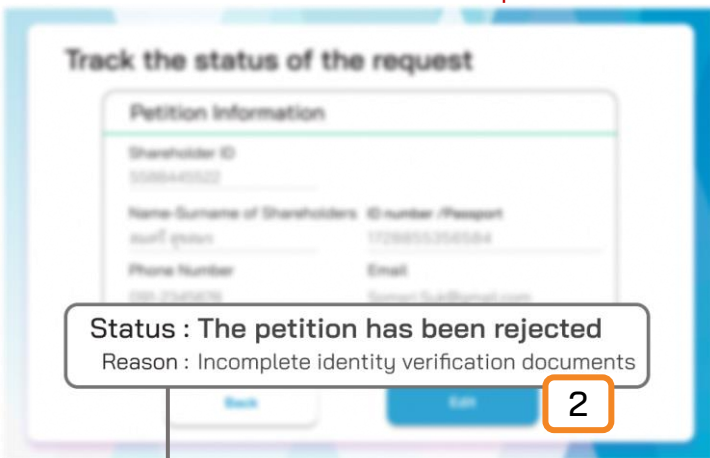 Track the status of the request
Petition Information
Shareholder ID
5588445522
Name-Surname of Shareholders ID number /Passport
Phone Number Email
Status : The petition has been rejected
Reason : Incomplete identity verification documents
Back Edit
2